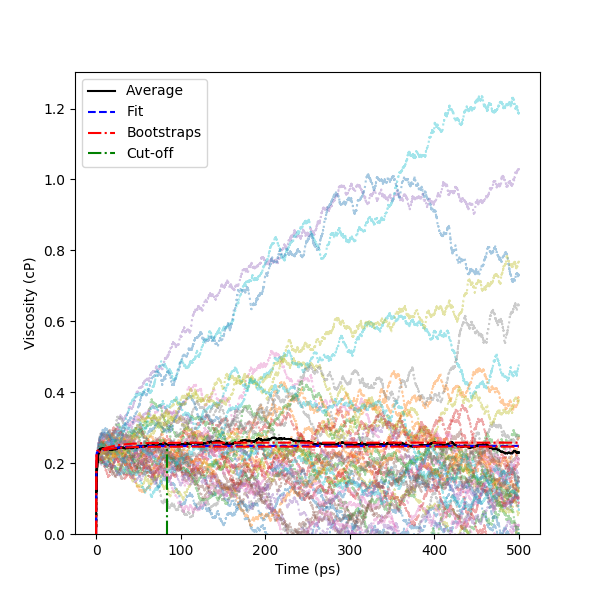 Average
Fit
Bootstraps
Cut-off
Viscosity (cP)
1.2
1.0
0.8
0.6
0.4
0.2
0.0
0 100 200 300 400 500
Time (ps)